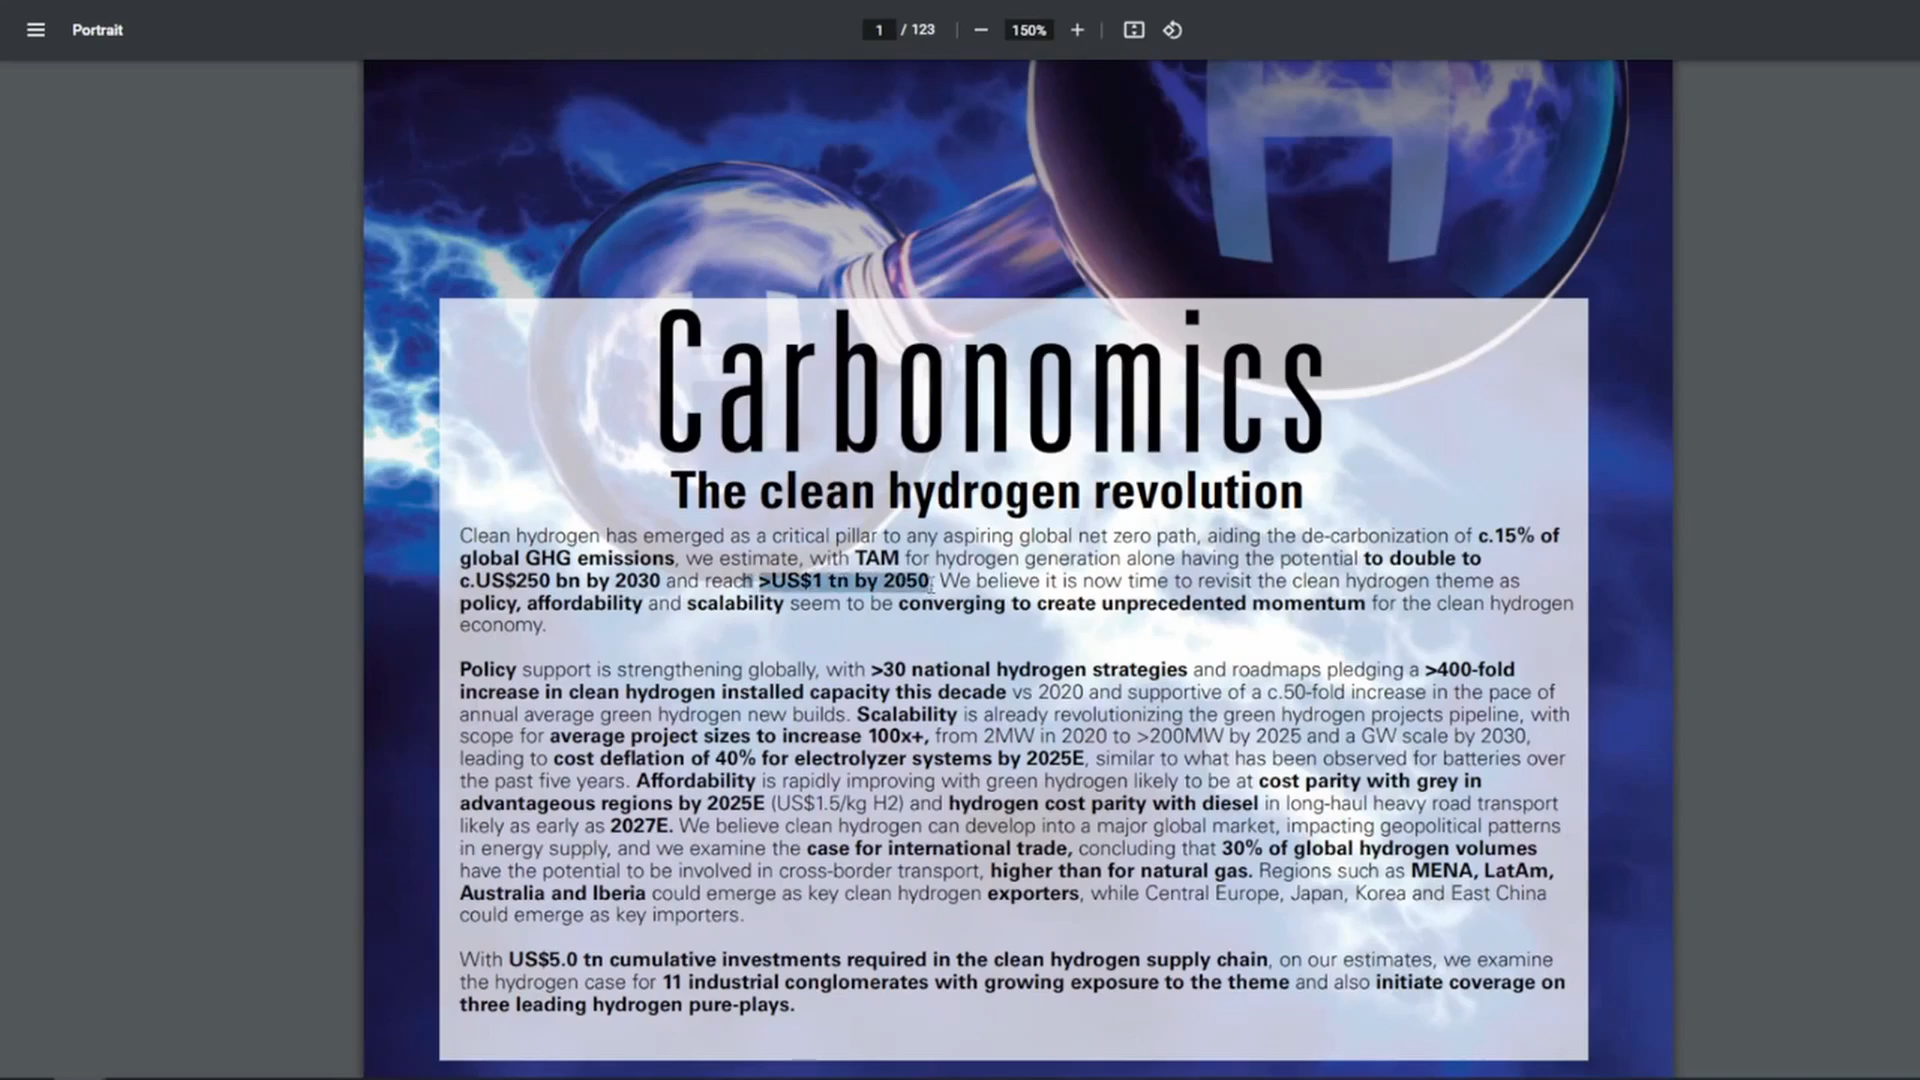 Portrait
1 / 123
150%
H
H
Carbonomics
The clean hydrogen revolution
Clean hydrogen has emerged as a critical pillar to any aspiring global net zero path, aiding the de-carbonization of c.15% of
global GHG emissions, we estimate, with TAM for hydrogen generation alone having the potential to double to
c.US$250 bn by 2030 and reach >US$1 tn by 2050. We believe it is now time to revisit the clean hydrogen theme as
policy, affordability and scalability seem to be converging to create unprecedented momentum for the clean hydrogen
economy.
Policy support is strengthening globally, with >30 national hydrogen strategies and roadmaps pledging a >400-fold
increase in clean hydrogen installed capacity this decade vs 2020 and supportive of a c.50-fold increase in the pace of
annual average green hydrogen new builds. Scalability is already revolutionizing the green hydrogen projects pipeline, with
scope for average project sizes to increase 100x+, from 2MW in 2020 to >200MW by 2025 and a GW scale by 2030,
leading to cost deflation of 40% for electrolyzer systems by 2025E, similar to what has been observed for batteries over
the past five years. Affordability is rapidly improving with green hydrogen likely to be at cost parity with grey in
advantageous regions by 2025E (US$1.5/kg H2) and hydrogen cost parity with diesel in long-haul heavy road transport
likely as early as 2027E. We believe clean hydrogen can develop into a major global market, impacting geopolitical patterns
in energy supply, and we examine the case for international trade, concluding that 30% of global hydrogen volumes
have the potential to be involved in cross-border transport, higher than for natural gas. Regions such as MENA, LatAm,
Australia and Iberia could emerge as key clean hydrogen exporters, while Central Europe, Japan, Korea and East China
could emerge as key importers.
With US$5.0 tn cumulative investments required in the clean hydrogen supply chain, on our estimates, we examine
the hydrogen case for 11 industrial conglomerates with growing exposure to the theme and also initiate coverage on
three leading hydrogen pure-plays.